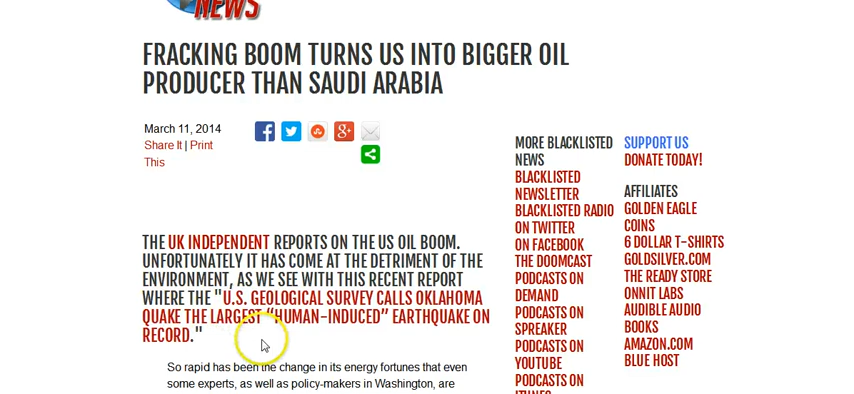 NEWS
FRACKING BOOM TURNS US INTO BIGGER OIL
PRODUCER THAN SAUDI ARABIA
March 11, 2014
Share It | Print
This
THE UK INDEPENDENT REPORTS ON THE US OIL BOOM.
UNFORTUNATELY IT HAS COME AT THE DETRIMENT OF THE
ENVIRONMENT, AS WE SEE WITH THIS RECENT REPORT
WHERE THE "U.S. GEOLOGICAL SURVEY CALLS OKLAHOMA
QUAKE THE LARGEST “HUMAN-INDUCED” EARTHQUAKE ON
RECORD."
So rapid has been the change in its energy fortunes that even
some experts, as well as policy-makers in Washington, are
MORE BLACKLISTED
NEWS
BLACKLISTED
NEWSLETTER
BLACKLISTED RADIO
ON TWITTER
ON FACEBOOK
THE DOOMCAST
PODCASTS ON
DEMAND
PODCASTS ON
SPREAKER
PODCASTS ON
YOUTUBE
PODCASTS ON
ITUNES
SUPPORT US
DONATE TODAY!
AFFILIATES
GOLDEN EAGLE
COINS
6 DOLLAR T-SHIRTS
GOLDSILVER.COM
THE READY STORE
ONNIT LABS
AUDIBLE AUDIO
BOOKS
AMAZON.COM
BLUE HOST